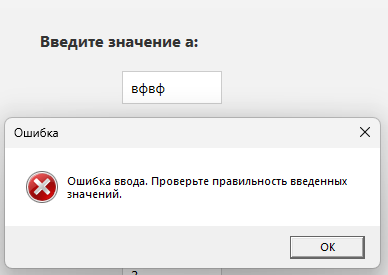 Введите значение а:
вфвф
Ошибка
Ошибка ввода. Проверьте правильность введенных
значений.
OK